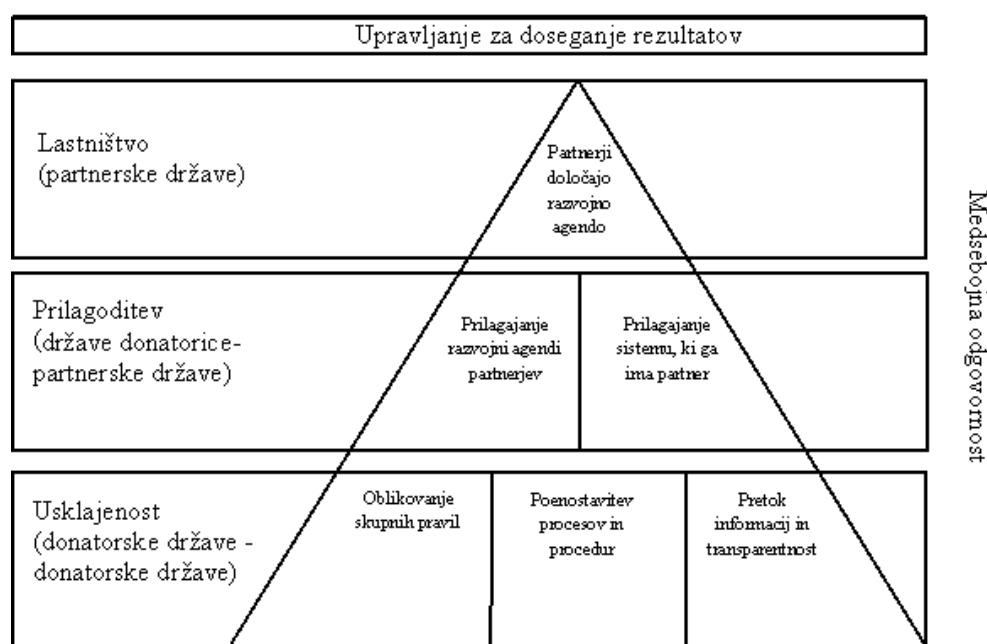 Upravljanje za doseganje rezultatov
Lastništvo
(partnerske države)
Partnerji
določajo
razvojno
agendo
Prilagoditev
(države donatorice-
partnerske države)
Prilagajanje
razvojni agendi
partnerjev
Prilagajanje
sistemu, ki ga
ima partner
Usklajenost
(donatorske države -
donatorske države)
Oblikovanje
skupnih pravil
Poenostavitev
procesov in
procedur
Pretok
informacij in
transparentnost
Medsebojna odgovornost